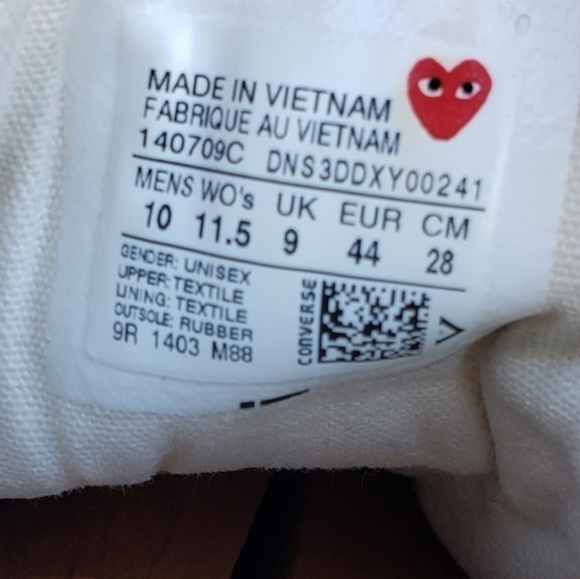 MADE IN VIETNAM
FABRIQUE AU VIETNAM
140709C DNS3DDXY00241
MENS WO's UK EUR CM
10 11.5 9 44 28
GENDER: UNISEX
UPPER: TEXTILE
LINING: TEXTILE
OUTSOLE: RUBBER
9R 1403 M88
CONVERSE